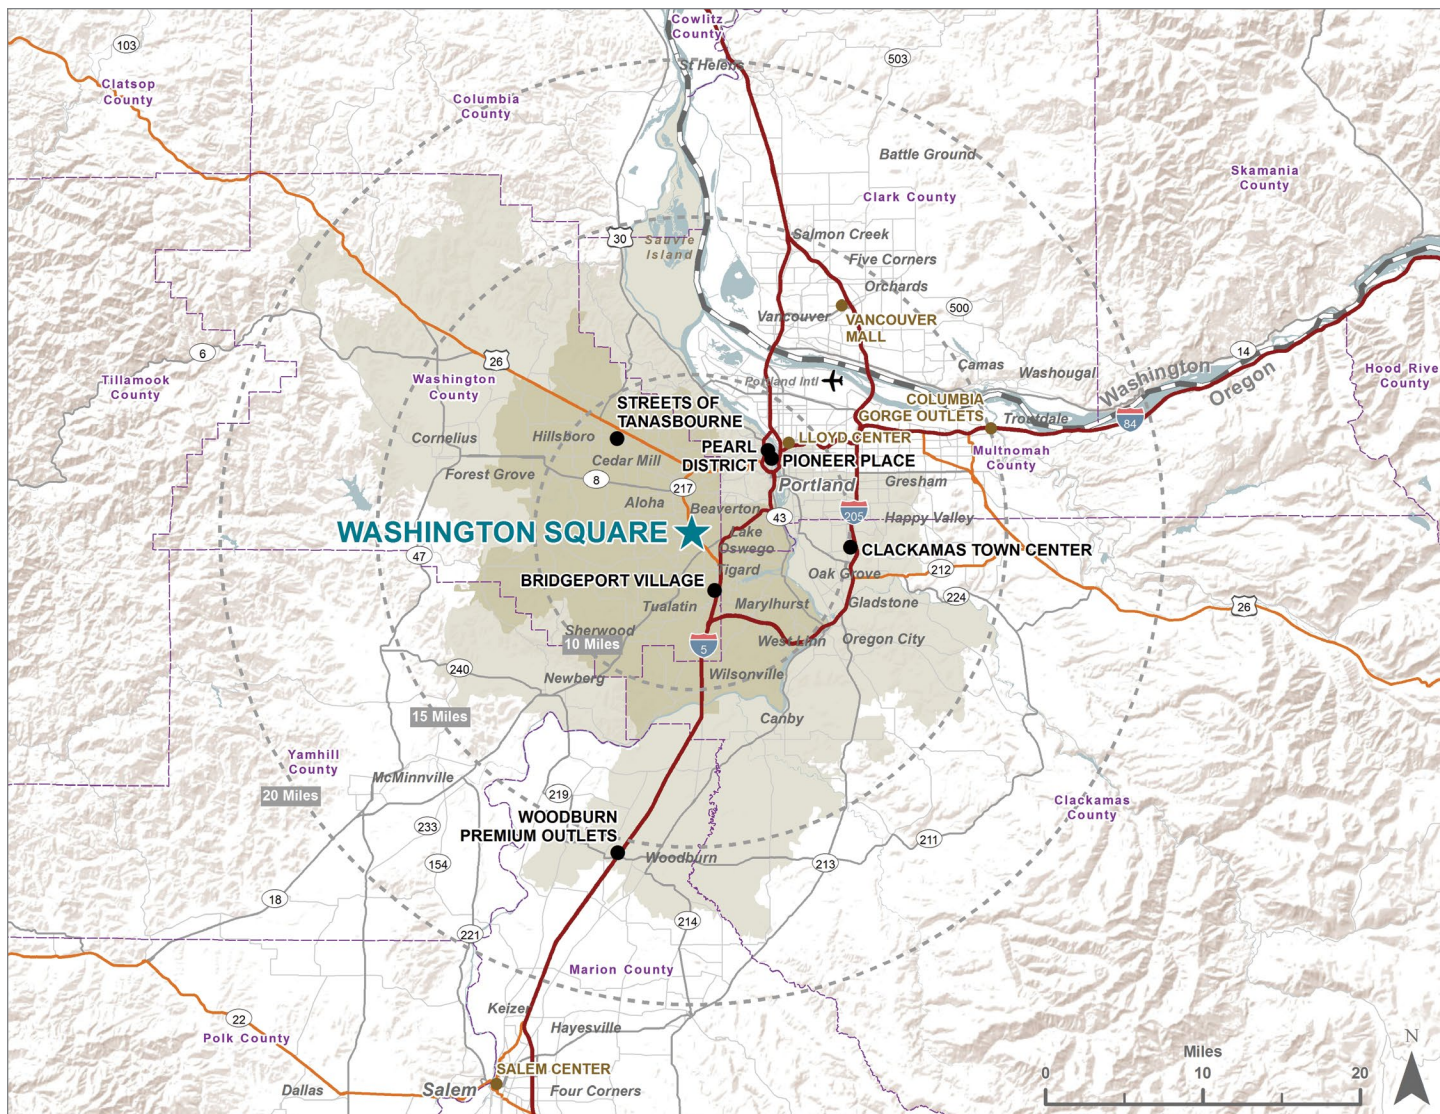 Cowlitz
County
103
503
St Helens
Clatsop
County
Columbia
County
Battle Ground
Skamania
County
Clark County
30
Salmon Creek
Sauvie
Island
Five Corners
Orchards
500
Vancouver
VANCOUVER
MALL
6
26
14
Camas
Washougal
Washington
Oregon
Tillamook
County
Washington
County
Portland Intl
Hood River
County
STREETS OF
TANASBOURNE
COLUMBIA
GORGE OUTLETS
Troutdale
84
Cornelius
Hillsboro
LLOYD CENTER
PEARL
DISTRICT
PIONEER PLACE
Multnomah
County
Cedar Mill
Forest Grove
8
217
Portland
Gresham
Aloha
Beaverton
43
205
Happy Valley
WASHINGTON SQUARE
Lake
Oswego
47
CLACKAMAS TOWN CENTER
Tigard
Oak Grove
212
BRIDGEPORT VILLAGE
224
26
Tualatin
Marylhurst
Gladstone
Sherwood
10 Miles
5
West Linn
Oregon City
240
Newberg
Wilsonville
15 Miles
Canby
Yamhill
County
McMinnville
20 Miles
219
Clackamas
County
WOODBURN
PREMIUM OUTLETS
233
154
Woodburn
213
211
18
221
214
Marion County
Keizer
22
Hayesville
Polk County
N
Miles
SALEM CENTER
0
10
20
Dallas
Salem
Four Corners